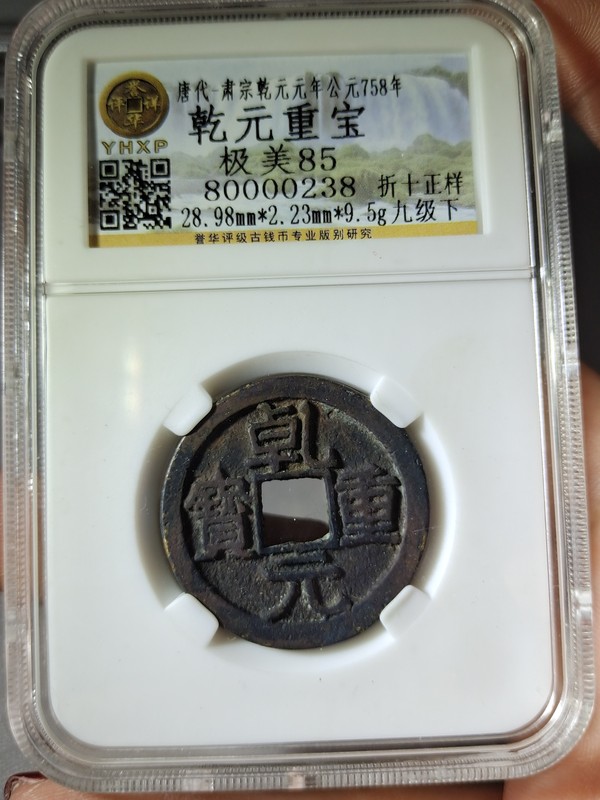 唐代-肃宗乾元元年公元758年
乾元重宝
极美85
80000238 折十正样
28.98mm*2.23mm*9.5g九级下
誉华评级古钱币专业版别研究
誉
评 详
华
YHXP
乾
寶 重
元